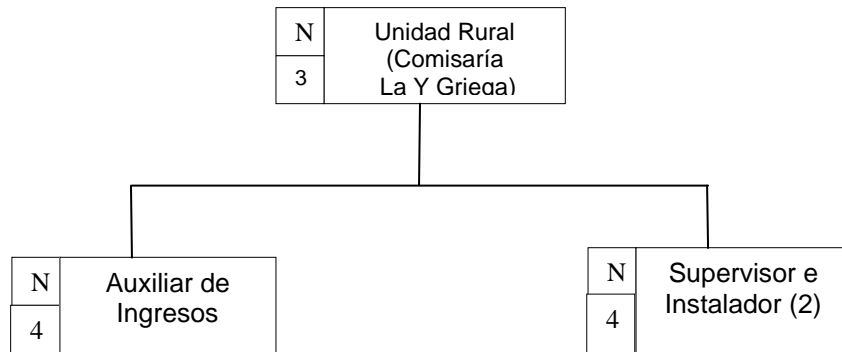 N
3
Unidad Rural
(Comisaría
La Y Griega)
N
4
Auxiliar de
Ingresos
N
4
Supervisor e
Instalador (2)